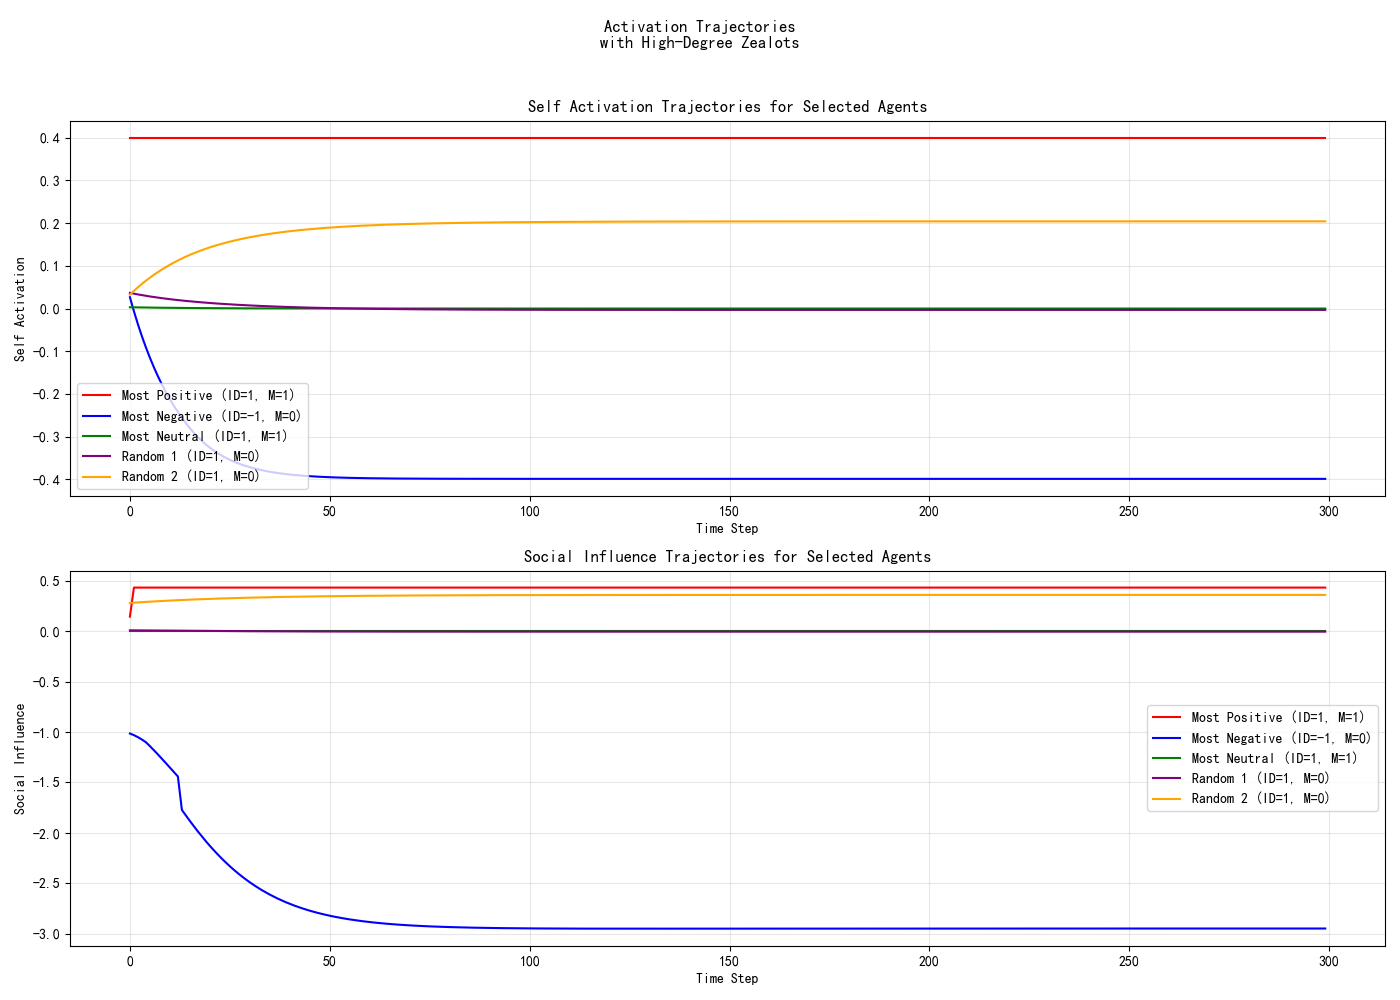 Activation Trajectories
with High-Degree Zealots
Self Activation Trajectories for Selected Agents
Self Activation
0.4
0.3
0.2
0.1
0.0
−0.1
−0.2
−0.3
−0.4
Most Positive (ID=1, M=1)
Most Negative (ID=-1, M=0)
Most Neutral (ID=1, M=1)
Random 1 (ID=1, M=0)
Random 2 (ID=1, M=0)
0 50 100 150 200 250 300
Time Step
Social Influence Trajectories for Selected Agents
Social Influence
0.5
0.0
−0.5
−1.0
−1.5
−2.0
−2.5
−3.0
Most Positive (ID=1, M=1)
Most Negative (ID=-1, M=0)
Most Neutral (ID=1, M=1)
Random 1 (ID=1, M=0)
Random 2 (ID=1, M=0)
0 50 100 150 200 250 300
Time Step